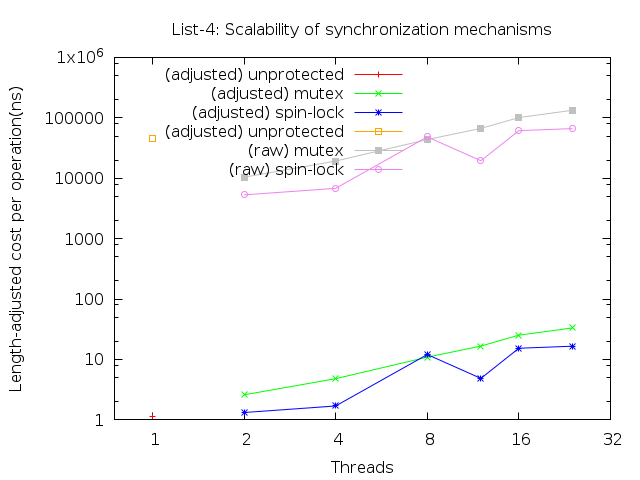 List-4: Scalability of synchronization mechanisms
Length-adjusted cost per operation(ns)
1x10^6
100000
10000
1000
100
10
1
(adjusted) unprotected
(adjusted) mutex
(adjusted) spin-lock
(adjusted) unprotected
(raw) mutex
(raw) spin-lock
1 2 4 8 16 32
Threads